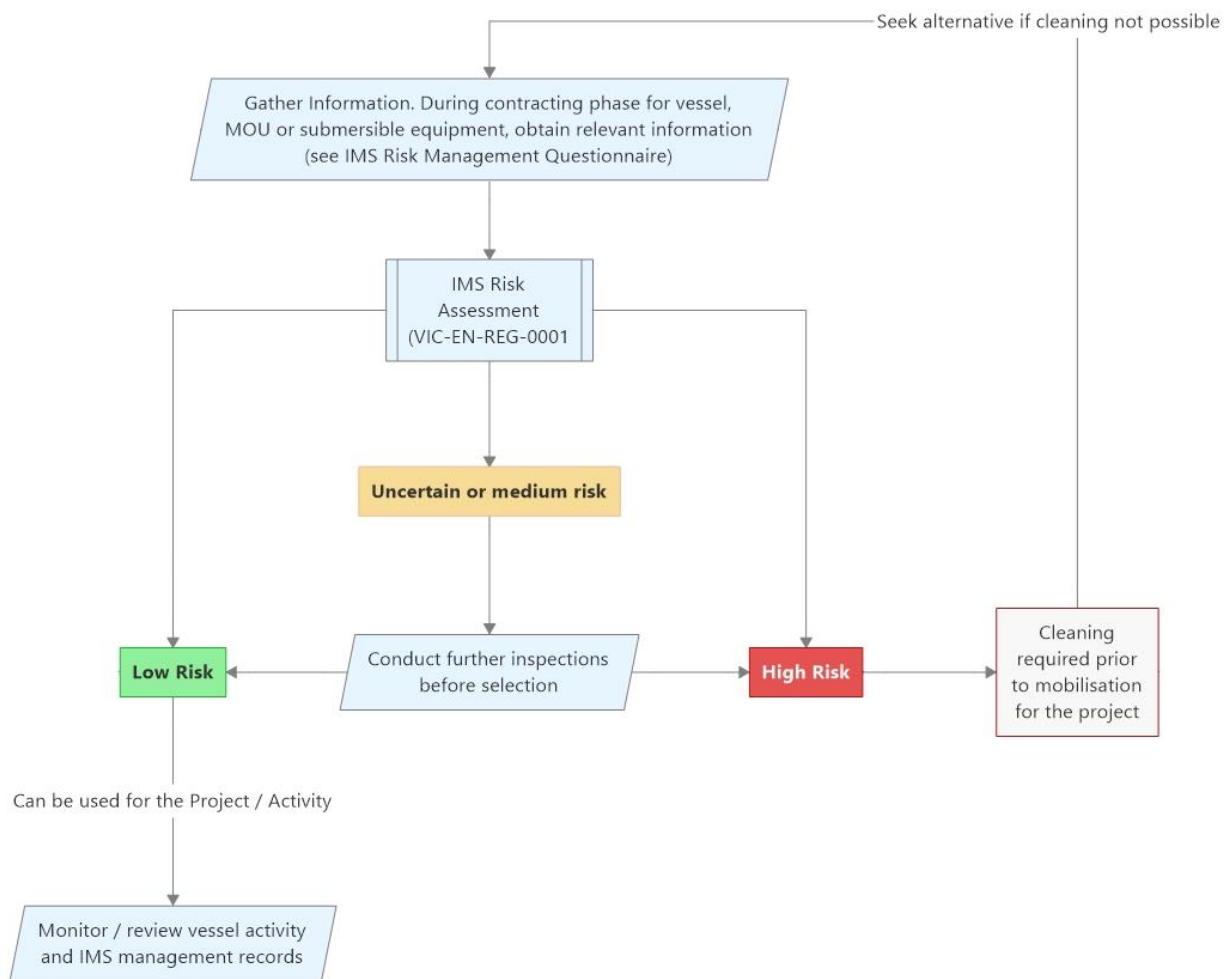 Seek alternative if cleaning not possible
Gather Information. During contracting phase for vessel,
MOU or submersible equipment, obtain relevant information
(see IMS Risk Management Questionnaire)
IMS Risk
Assessment
(VIC-EN-REG-0001
Uncertain or medium risk
Low Risk
Conduct further inspections
before selection
High Risk
Cleaning
required prior
to mobilisation
for the project
Can be used for the Project / Activity
Monitor / review vessel activity
and IMS management records